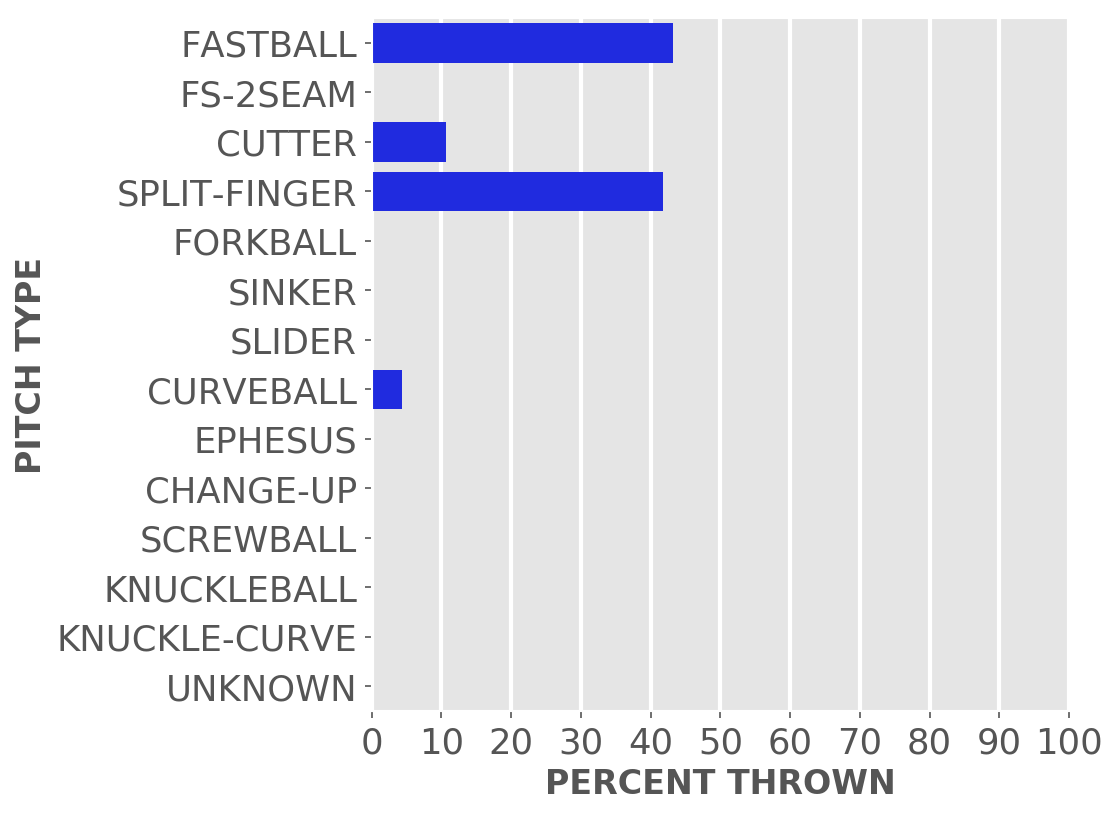 PITCH TYPE
FASTBALL
FS-2SEAM
CUTTER
SPLIT-FINGER
FORKBALL
SINKER
SLIDER
CURVEBALL
EPHESUS
CHANGE-UP
SCREWBALL
KNUCKLEBALL
KNUCKLE-CURVE
UNKNOWN
0 10 20 30 40 50 60 70 80 90 100
PERCENT THROWN